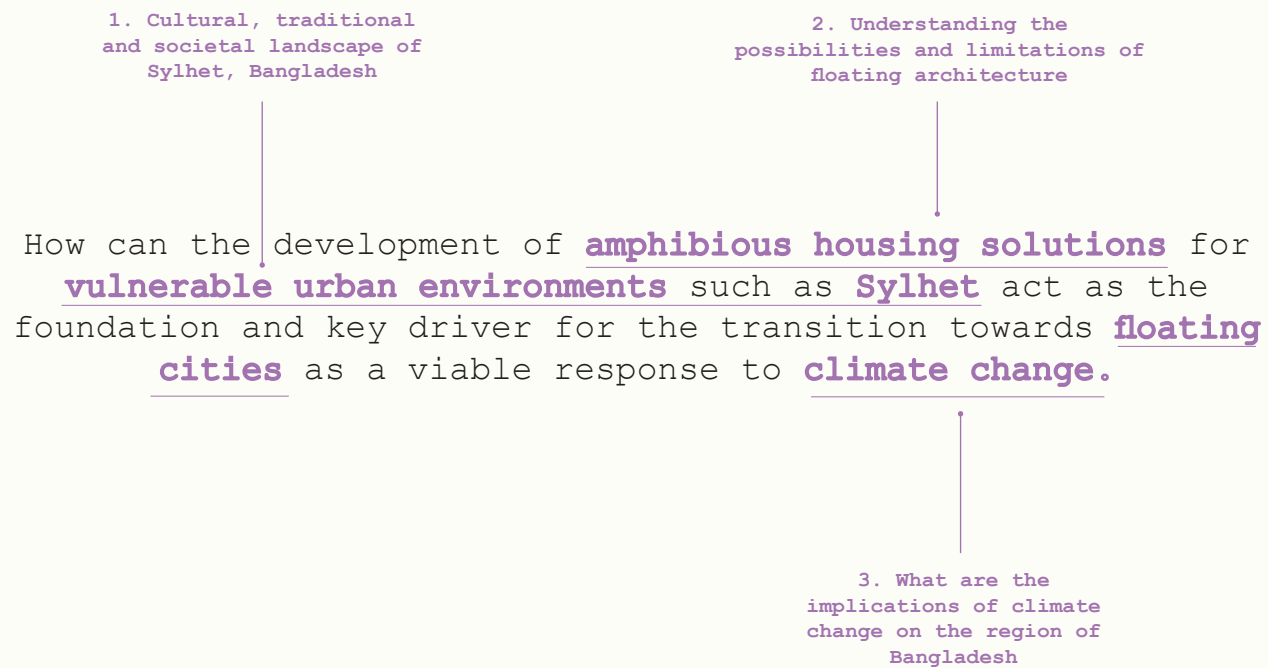 1. Cultural, traditional
and societal landscape of
Sylhet, Bangladesh
2. Understanding the
possibilities and limitations of
floating architecture
How can the development of amphibious housing solutions for
vulnerable urban environments such as Sylhet act as the
foundation and key driver for the transition towards floating
cities as a viable response to climate change.
3. What are the
implications of climate
change on the region of
Bangladesh